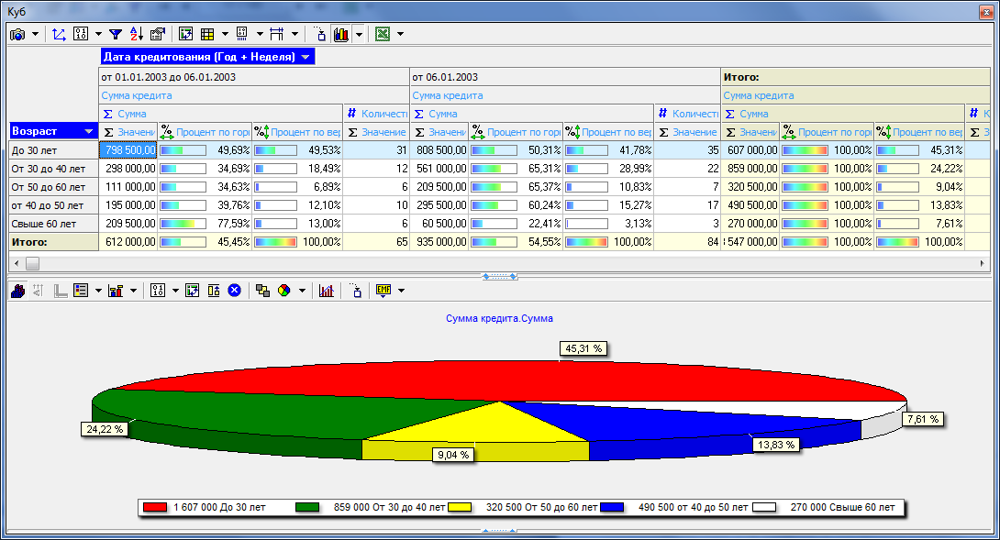 Куб
Дата кредитования (Год + Неделя)
от 01.01.2003 до 06.01.2003 от 06.01.2003 Итого:
Сумма кредита Сумма кредита Сумма кредита
Σ Сумма # Количест Σ Сумма # Количест Σ Сумма # К
Возраст Σ Значени % Процент по гори % Процент по вер Σ Значение Σ Значени % Процент по гори % Процент по вер Σ Значение Σ Значени % Процент по гори % Процент по вер Σ З
До 30 лет 798 500,00 49,69% 49,53% 31 808 500,00 50,31% 41,78% 35 607 000,00 100,00% 45,31%
От 30 до 40 лет 298 000,00 34,69% 18,49% 12 561 000,00 65,31% 28,99% 22 859 000,00 100,00% 24,22%
От 50 до 60 лет 111 000,00 34,63% 6,89% 6 209 500,00 65,37% 10,83% 7 320 500,00 100,00% 9,04%
от 40 до 50 лет 195 000,00 39,76% 12,10% 10 295 500,00 60,24% 15,27% 17 490 500,00 100,00% 13,83%
Свыше 60 лет 209 500,00 77,59% 13,00% 6 60 500,00 22,41% 3,13% 3 270 000,00 100,00% 7,61%
Итого: 612 000,00 45,45% 100,00% 65 935 000,00 54,55% 100,00% 84 547 000,00 100,00% 100,00%
EMF
Сумма кредита.Сумма
45,31 %
24,22 %
9,04 %
13,83 %
7,61 %
1 607 000 До 30 лет 859 000 От 30 до 40 лет 320 500 От 50 до 60 лет 490 500 от 40 до 50 лет 270 000 Свыше 60 лет